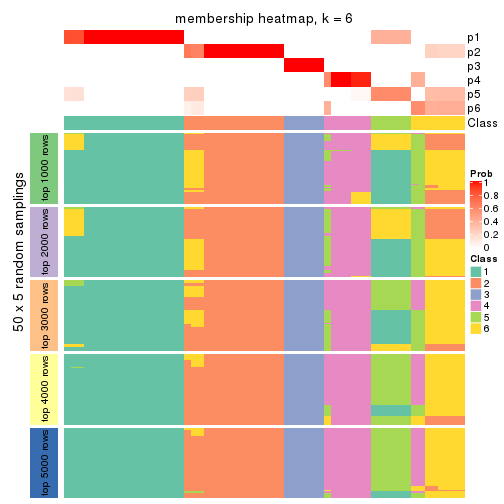 membership heatmap, k = 6
p1
p2
p3
p4
p5
p6
Class
50 x 5 random samplings
top 1000 rows
top 2000 rows
top 3000 rows
top 4000 rows
top 5000 rows
Prob
1
0.8
0.6
0.4
0.2
0
Class
1
2
3
4
5
6